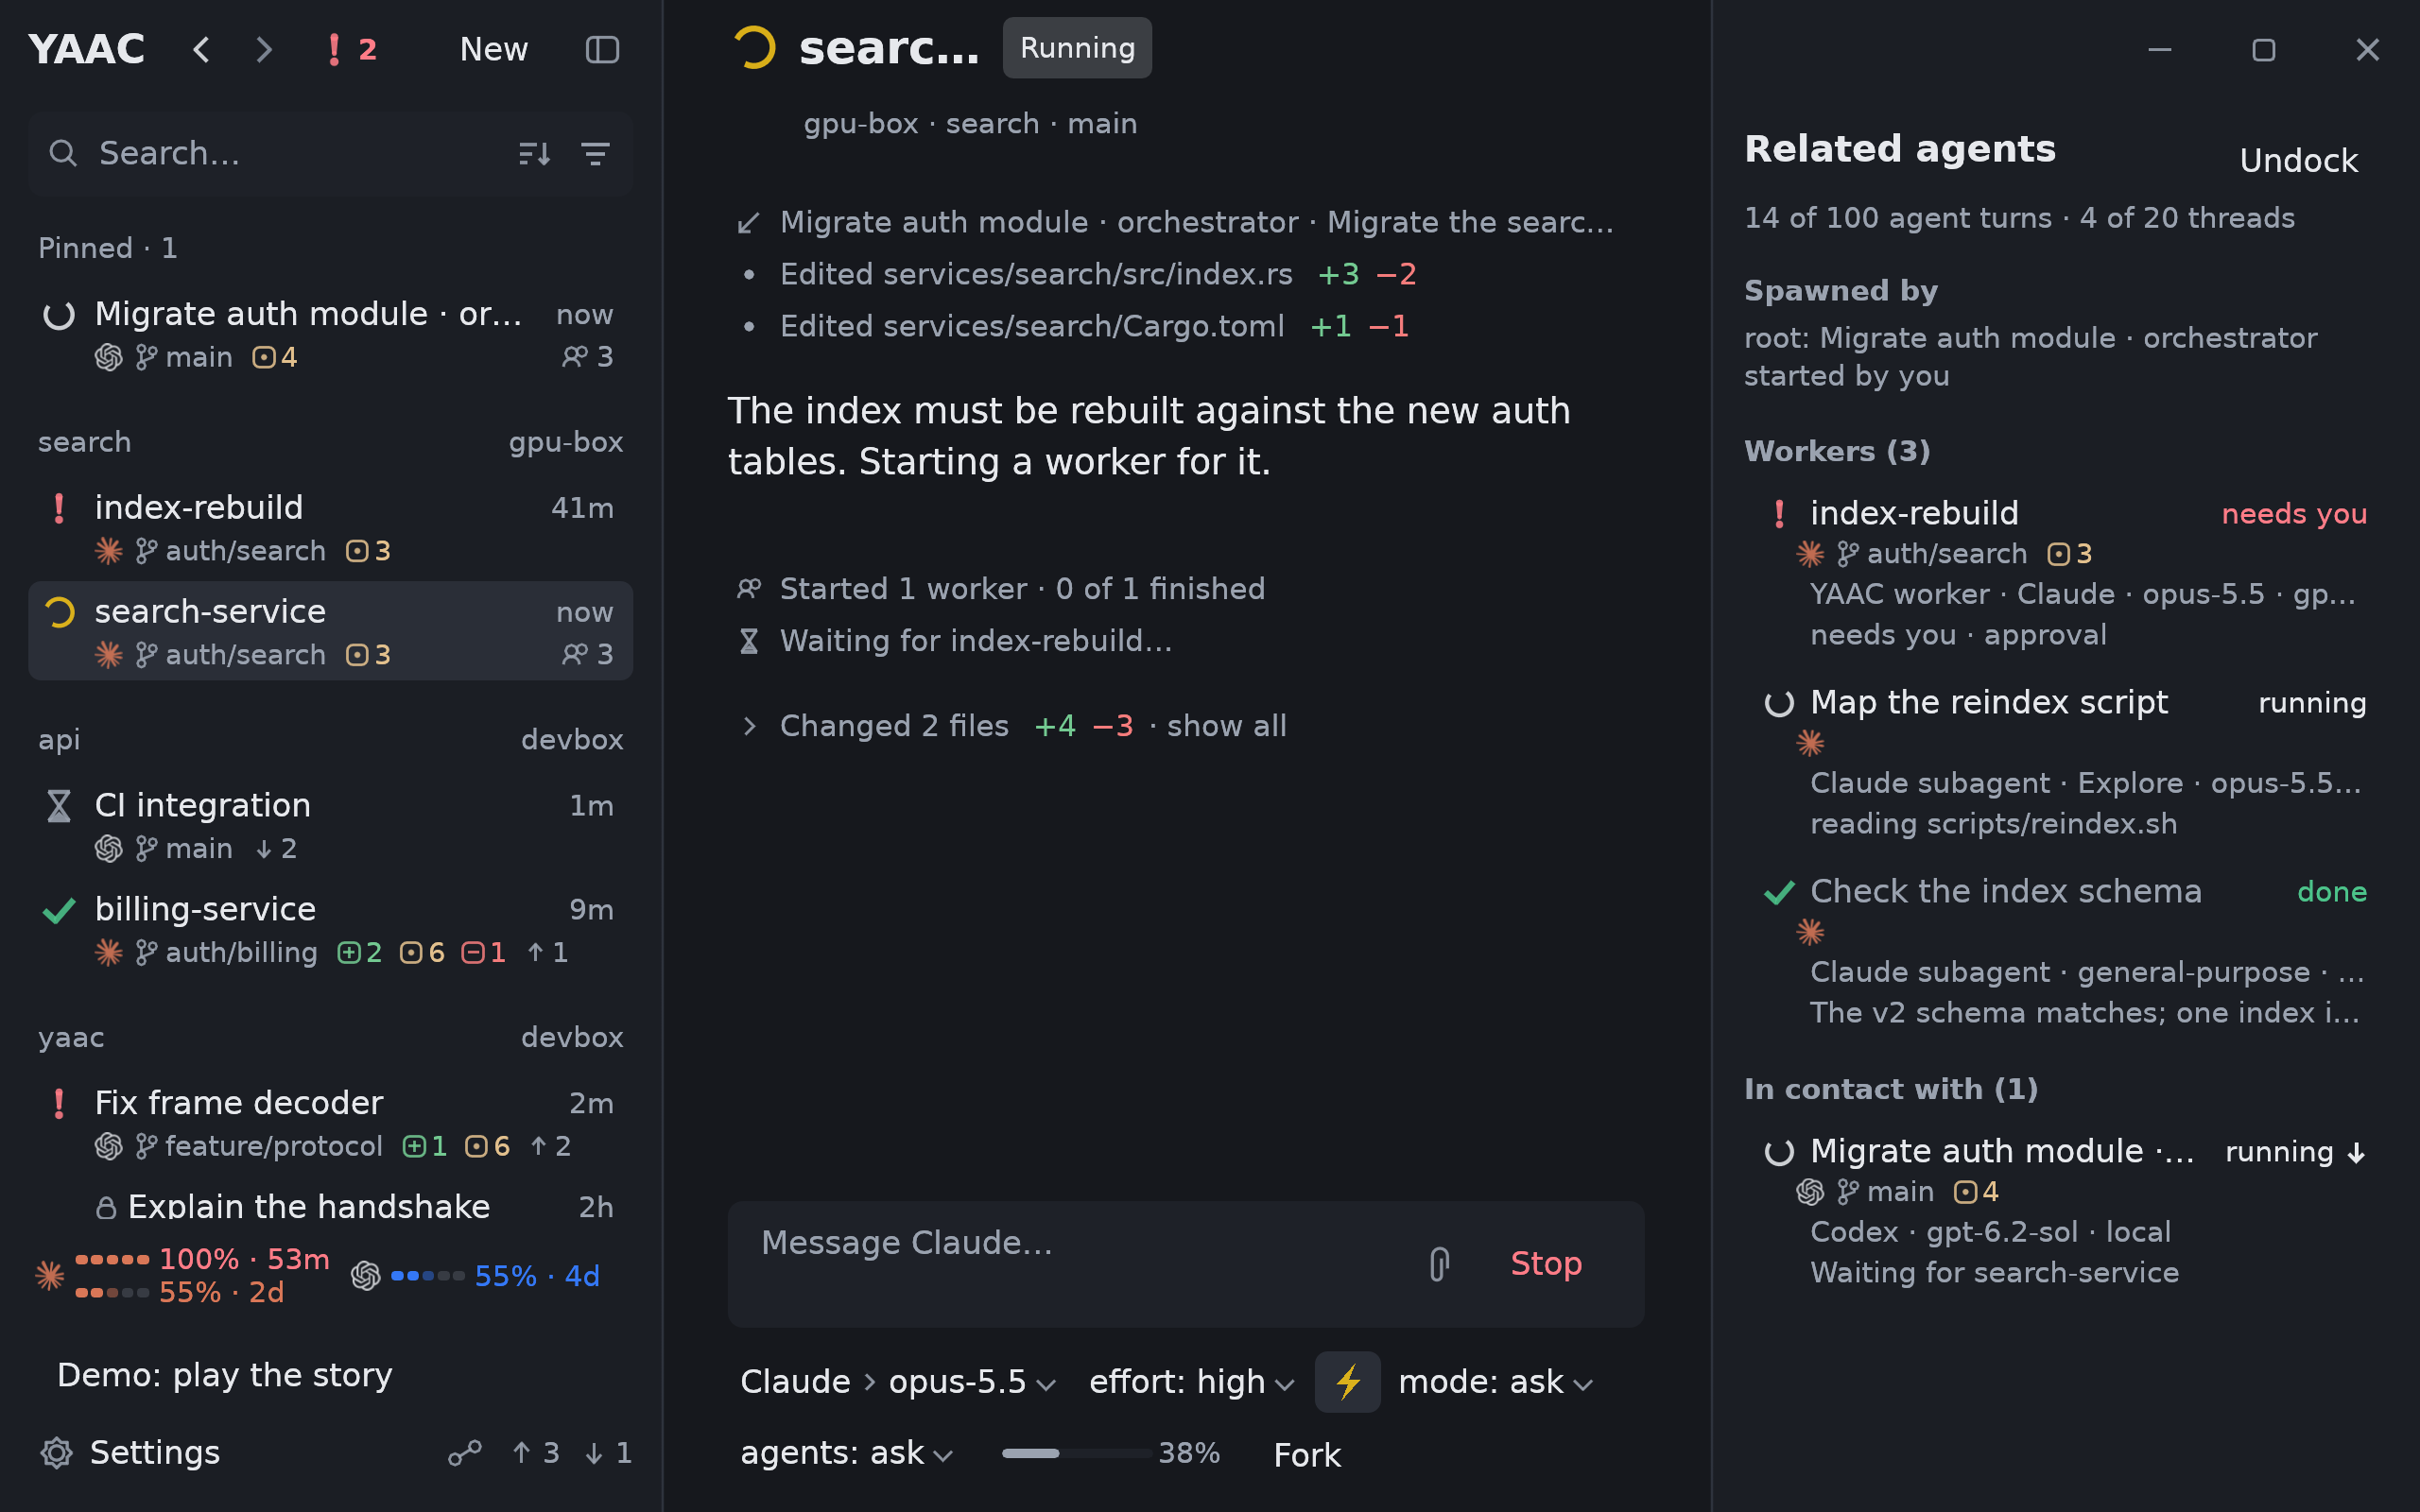 YAAC 2 New
Search…
Pinned · 1
Migrate auth module · or… now
main 4 3
search gpu-box
index-rebuild 41m
auth/search 3
search-service now
auth/search 3 3
api devbox
CI integration 1m
main ↓ 2
billing-service 9m
auth/billing 2 6 1 ↑ 1
yaac devbox
Fix frame decoder 2m
feature/protocol 1 6 ↑ 2
Explain the handshake 2h
100% · 53m
55% · 2d
55% · 4d
Demo: play the story
Settings ↑ 3 ↓ 1
searc… Running
gpu-box · search · main
Migrate auth module · orchestrator · Migrate the searc…
Edited services/search/src/index.rs +3 −2
Edited services/search/Cargo.toml +1 −1
The index must be rebuilt against the new auth
tables. Starting a worker for it.
Started 1 worker · 0 of 1 finished
Waiting for index-rebuild…
Changed 2 files +4 −3 · show all
Message Claude…
Stop
Claude › opus-5.5 effort: high mode: ask
agents: ask 38% Fork
Related agents
Undock
14 of 100 agent turns · 4 of 20 threads
Spawned by
root: Migrate auth module · orchestrator
started by you
Workers (3)
index-rebuild needs you
auth/search 3
YAAC worker · Claude · opus-5.5 · gp…
needs you · approval
Map the reindex script running
Claude subagent · Explore · opus-5.5…
reading scripts/reindex.sh
Check the index schema done
Claude subagent · general-purpose · …
The v2 schema matches; one index i…
In contact with (1)
Migrate auth module ·… running ↓
main 4
Codex · gpt-6.2-sol · local
Waiting for search-service